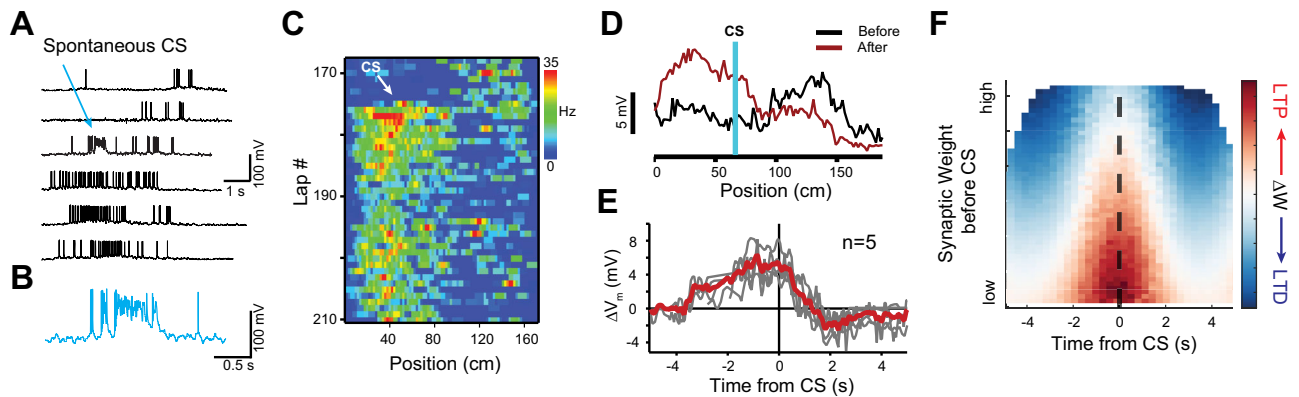 A
Spontaneous CS
100 mV
1 s
B
100 mV
0.5 s
C
CS
170
190
210
Lap #
40
80
120
160
Position (cm)
35
Hz
0
D
CS
Before
After
5 mV
0
50
100
150
Position (cm)
E
n=5
8
4
0
-4
ΔVm (mV)
-4
-2
0
2
4
Time from CS (s)
F
high
low
Synaptic Weight
before CS
-4
-2
0
2
4
Time from CS (s)
LTP
ΔW
LTD